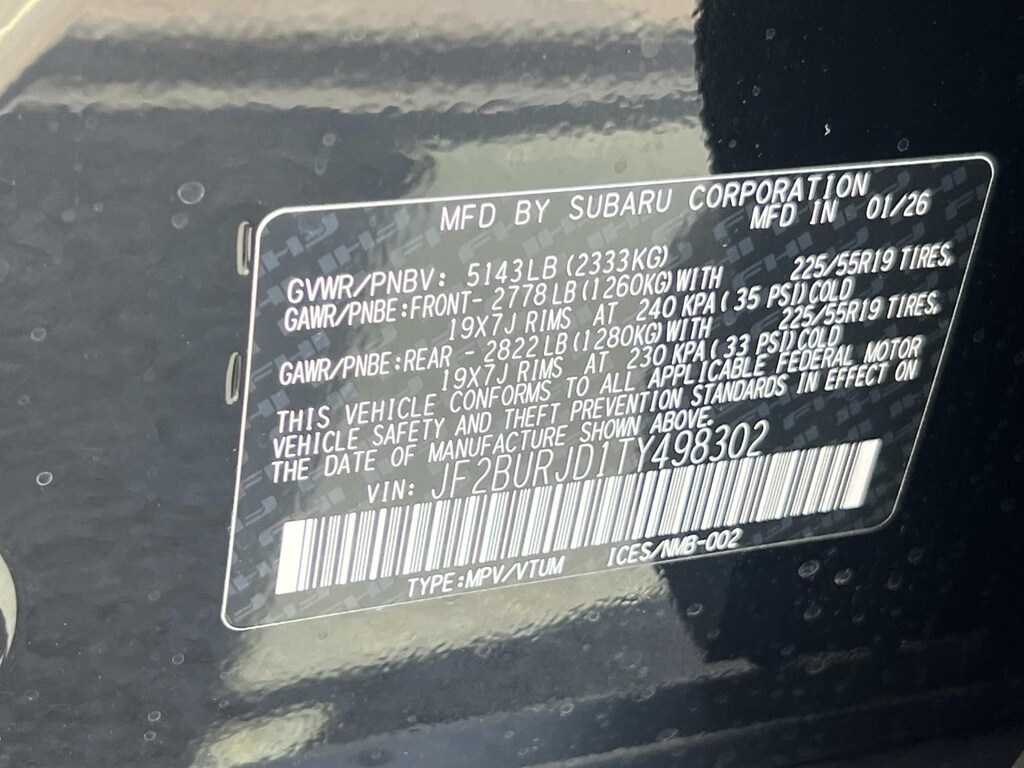 MFD BY SUBARU CORPORATION
MFD IN 01/26
GVWR/PNBV: 5143LB (2333KG)
GAWR/PNBE:FRONT- 2778LB(1260KG)WITH 225/55R19 TIRES,
19X7J RIMS AT 240 KPA(35 PSI)COLD
GAWR/PNBE:REAR - 2822LB(1280KG)WITH 225/55R19 TIRES,
19X7J RIMS AT 230 KPA(33 PSI)COLD
THIS VEHICLE CONFORMS TO ALL APPLICABLE FEDERAL MOTOR
VEHICLE SAFETY AND THEFT PREVENTION STANDARDS IN EFFECT ON
THE DATE OF MANUFACTURE SHOWN ABOVE.
VIN: JF2BURJD1TY498302
TYPE:MPV/VTUM ICES/NMB-002